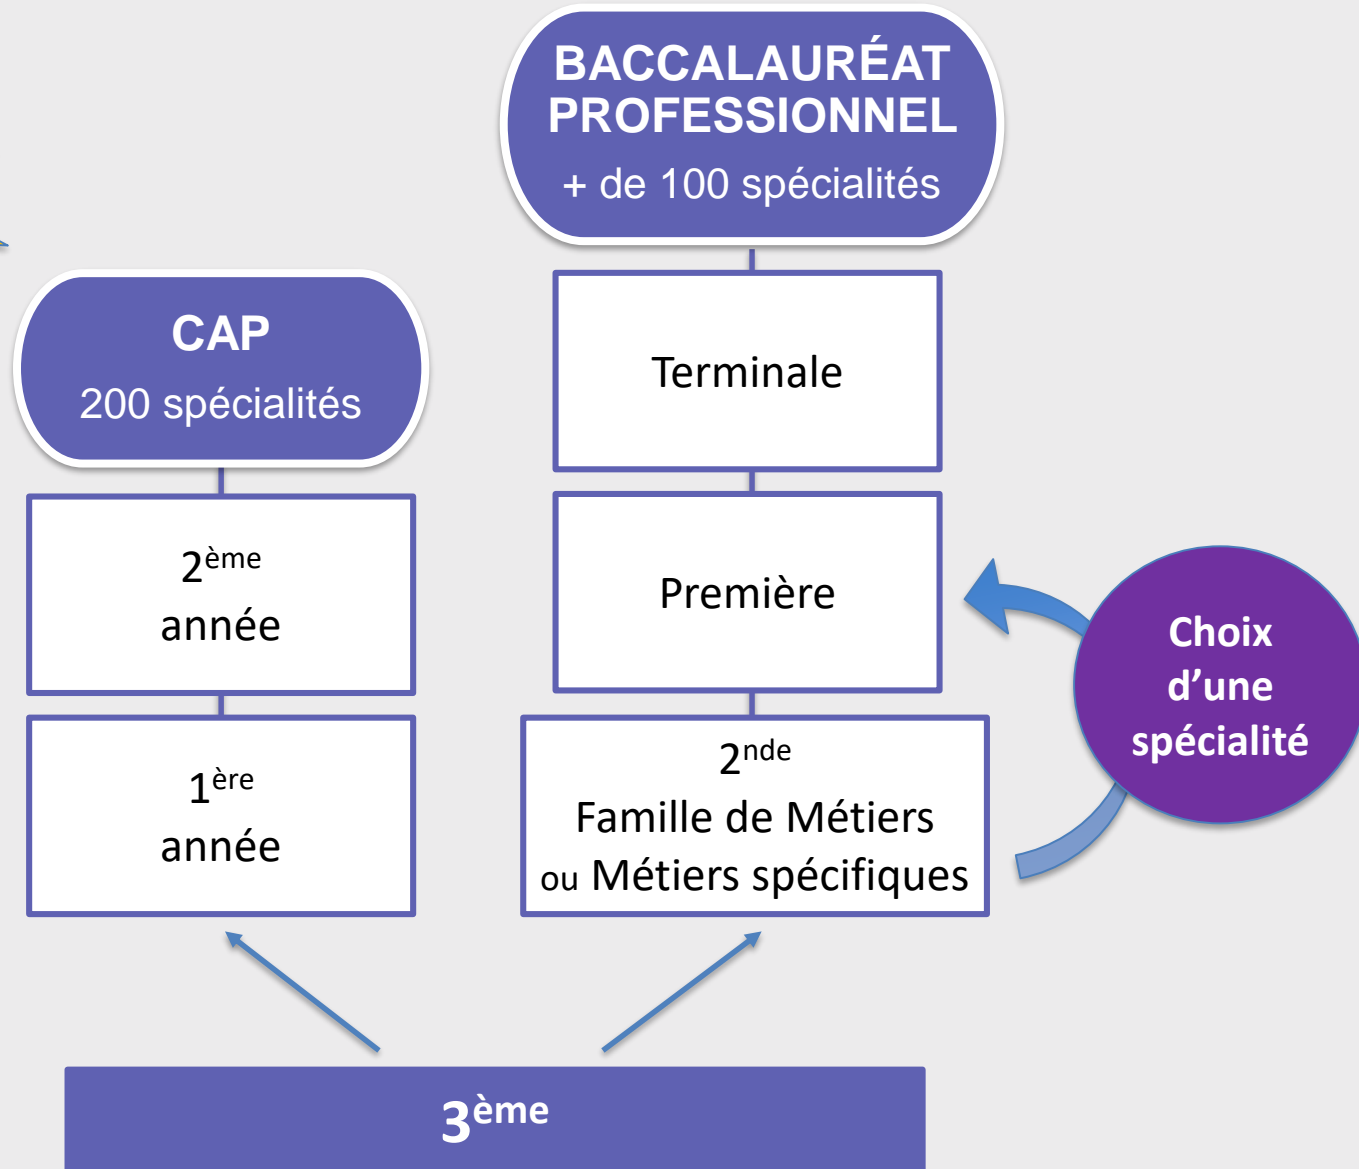 BACCALAURÉAT
PROFESSIONNEL
+ de 100 spécialités
CAP
200 spécialités
Terminale
2ème
année
Première
Choix
d’une
spécialité
1ère
année
2nde
Famille de Métiers
ou Métiers spécifiques
3ème